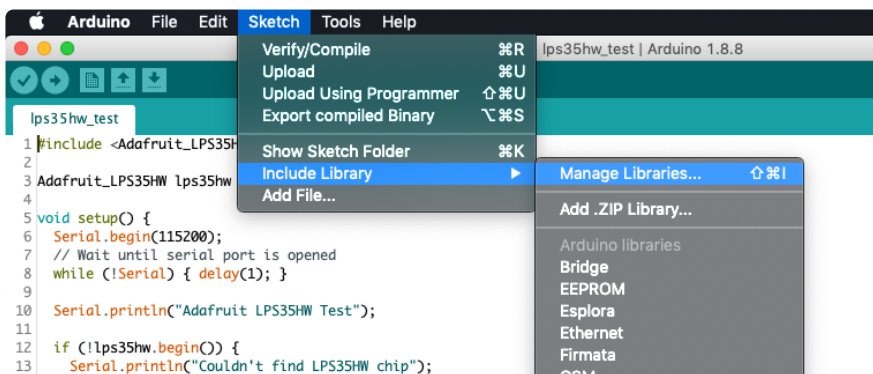 Arduino File Edit Sketch Tools Help
lps35hw_test | Arduino 1.8.8
Verify/Compile ⌘R
Upload ⌘U
Upload Using Programmer ⇧⌘U
Export compiled Binary ⌥⌘S
Show Sketch Folder ⌘K
Include Library ▶
Add File...
Manage Libraries... ⇧⌘I
Add .ZIP Library...
Arduino libraries
Bridge
EEPROM
Esplora
Ethernet
Firmata
lps35hw_test
1 #include <Adafruit_LPS35H
2
3 Adafruit_LPS35HW lps35hw
4
5 void setup() {
6 Serial.begin(115200);
7 // Wait until serial port is opened
8 while (!Serial) { delay(1); }
9
10 Serial.println("Adafruit LPS35HW Test");
11
12 if (!lps35hw.begin()) {
13 Serial.println("Couldn't find LPS35HW chip");